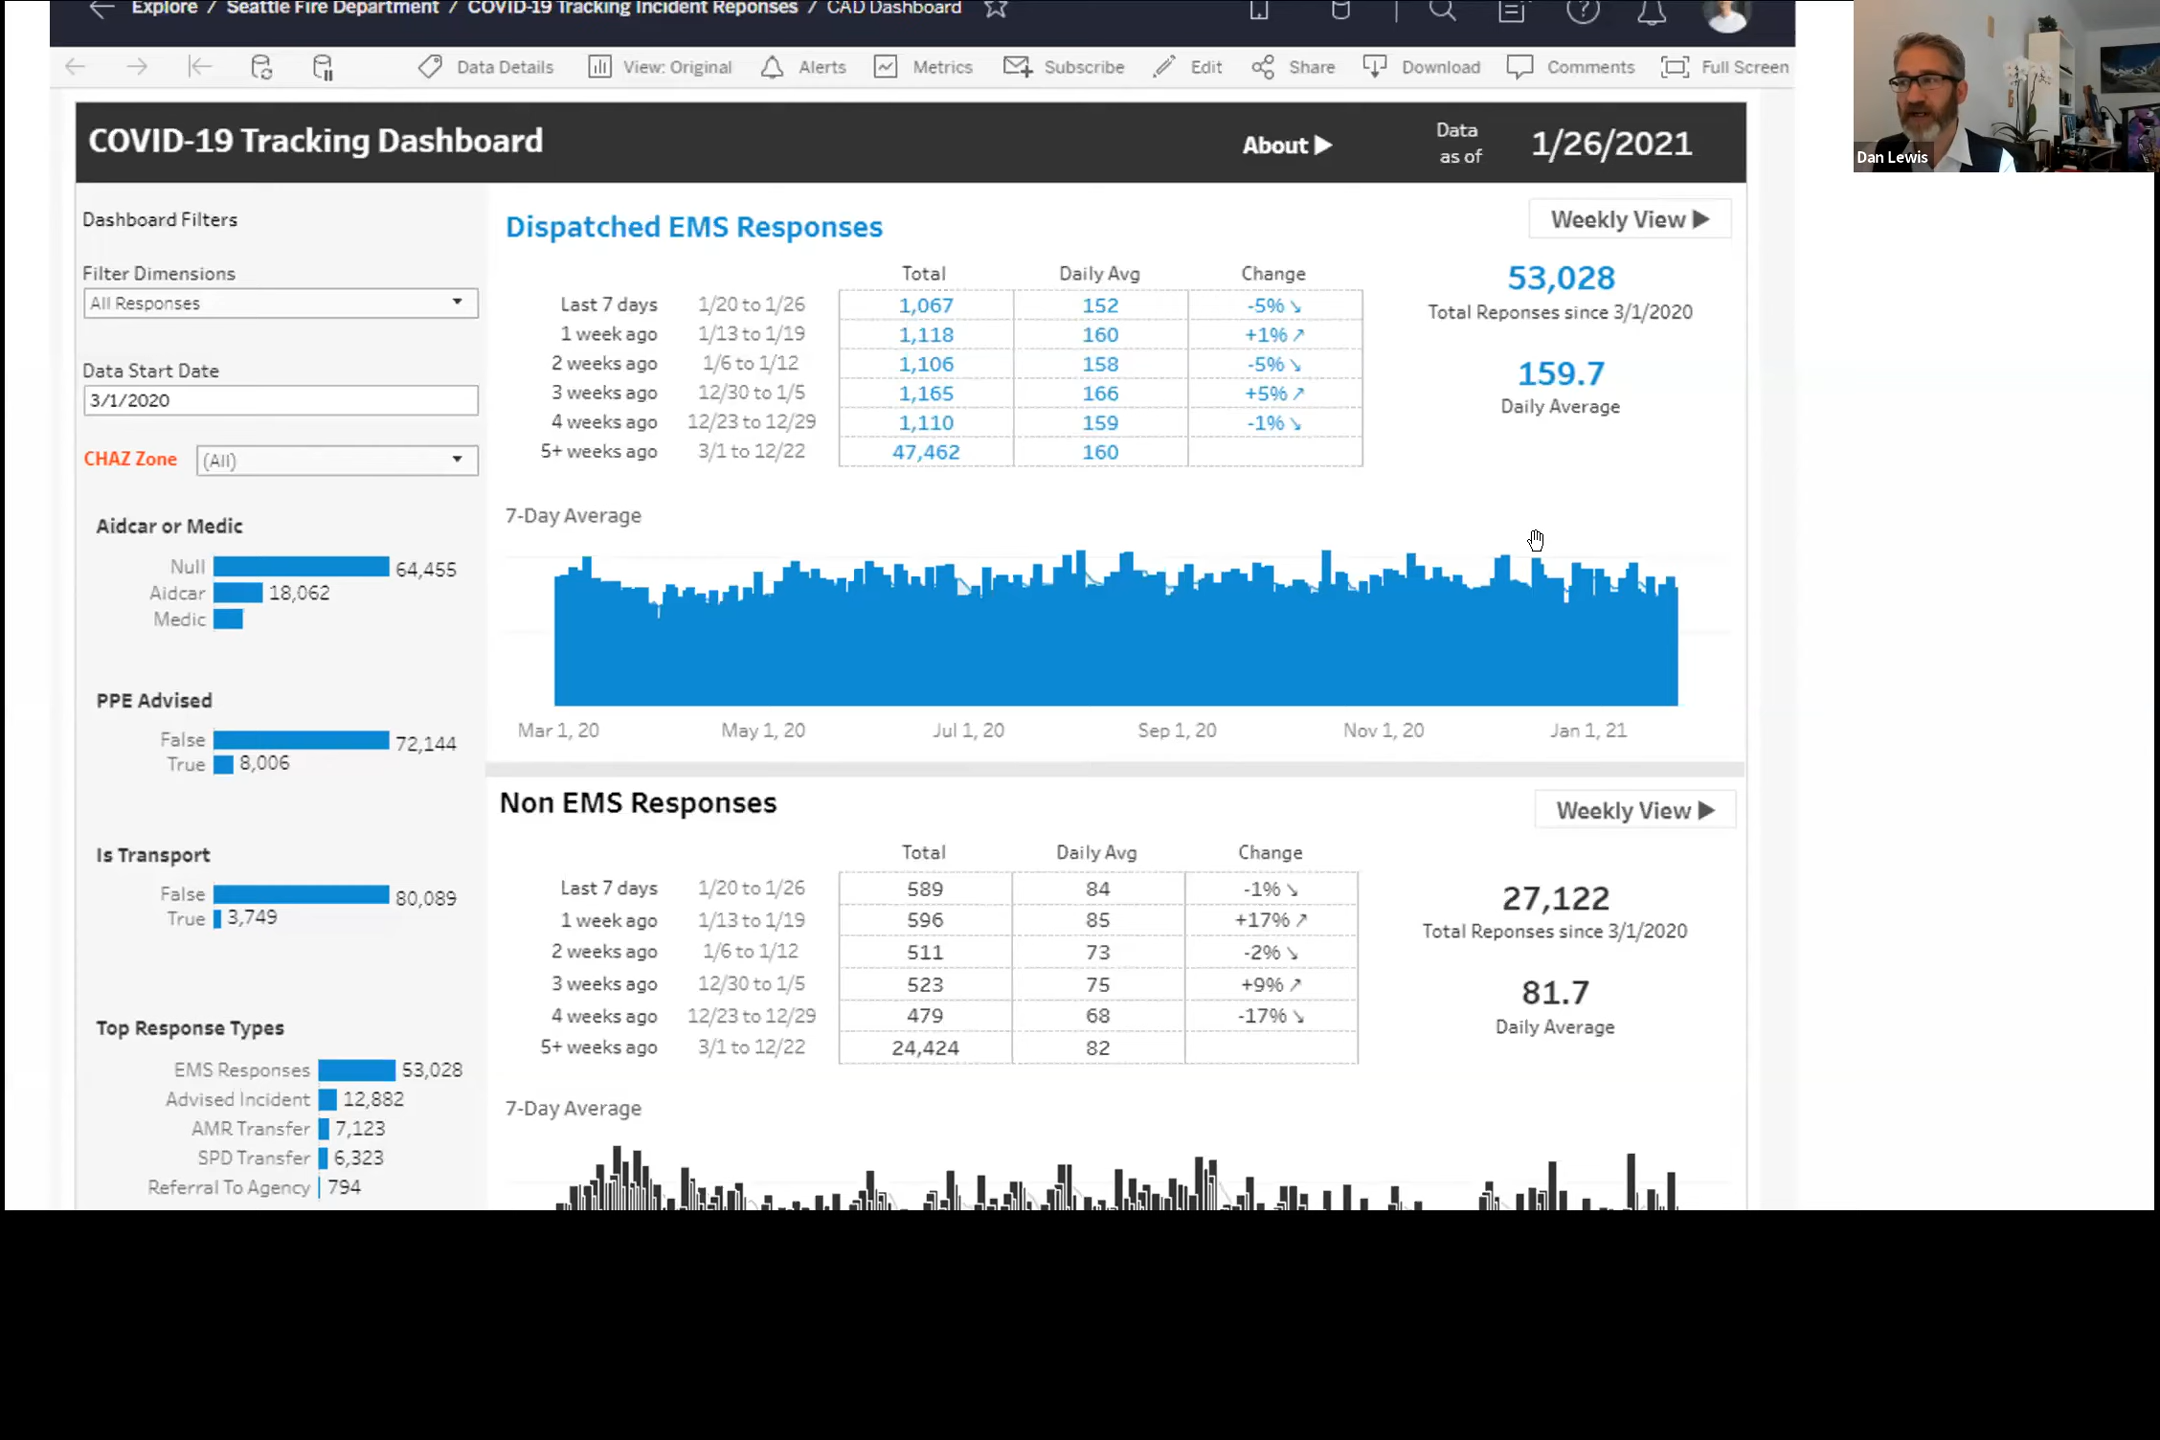 Explore / Seattle Fire Department / COVID-19 Tracking Incident Reponses / CAD Dashboard
Data Details View: Original Alerts Metrics Subscribe Edit Share Download Comments Full Screen
Dan Lewis
COVID-19 Tracking Dashboard
About ▶
Data as of 1/26/2021
Dashboard Filters
Filter Dimensions
All Responses
Data Start Date
3/1/2020
CHAZ Zone (All)
Aidcar or Medic
Null 64,455
Aidcar 18,062
Medic
PPE Advised
False 72,144
True 8,006
Is Transport
False 80,089
True 3,749
Top Response Types
EMS Responses 53,028
Advised Incident 12,882
AMR Transfer 7,123
SPD Transfer 6,323
Referral To Agency 794
Dispatched EMS Responses
Weekly View ▶
Total Daily Avg Change
Last 7 days 1/20 to 1/26 1,067 152 -5% ↘
1 week ago 1/13 to 1/19 1,118 160 +1% ↗
2 weeks ago 1/6 to 1/12 1,106 158 -5% ↘
3 weeks ago 12/30 to 1/5 1,165 166 +5% ↗
4 weeks ago 12/23 to 12/29 1,110 159 -1% ↘
5+ weeks ago 3/1 to 12/22 47,462 160
53,028
Total Reponses since 3/1/2020
159.7
Daily Average
7-Day Average
Mar 1, 20 May 1, 20 Jul 1, 20 Sep 1, 20 Nov 1, 20 Jan 1, 21
Non EMS Responses
Weekly View ▶
Total Daily Avg Change
Last 7 days 1/20 to 1/26 589 84 -1% ↘
1 week ago 1/13 to 1/19 596 85 +17% ↗
2 weeks ago 1/6 to 1/12 511 73 -2% ↘
3 weeks ago 12/30 to 1/5 523 75 +9% ↗
4 weeks ago 12/23 to 12/29 479 68 -17% ↘
5+ weeks ago 3/1 to 12/22 24,424 82
27,122
Total Reponses since 3/1/2020
81.7
Daily Average
7-Day Average